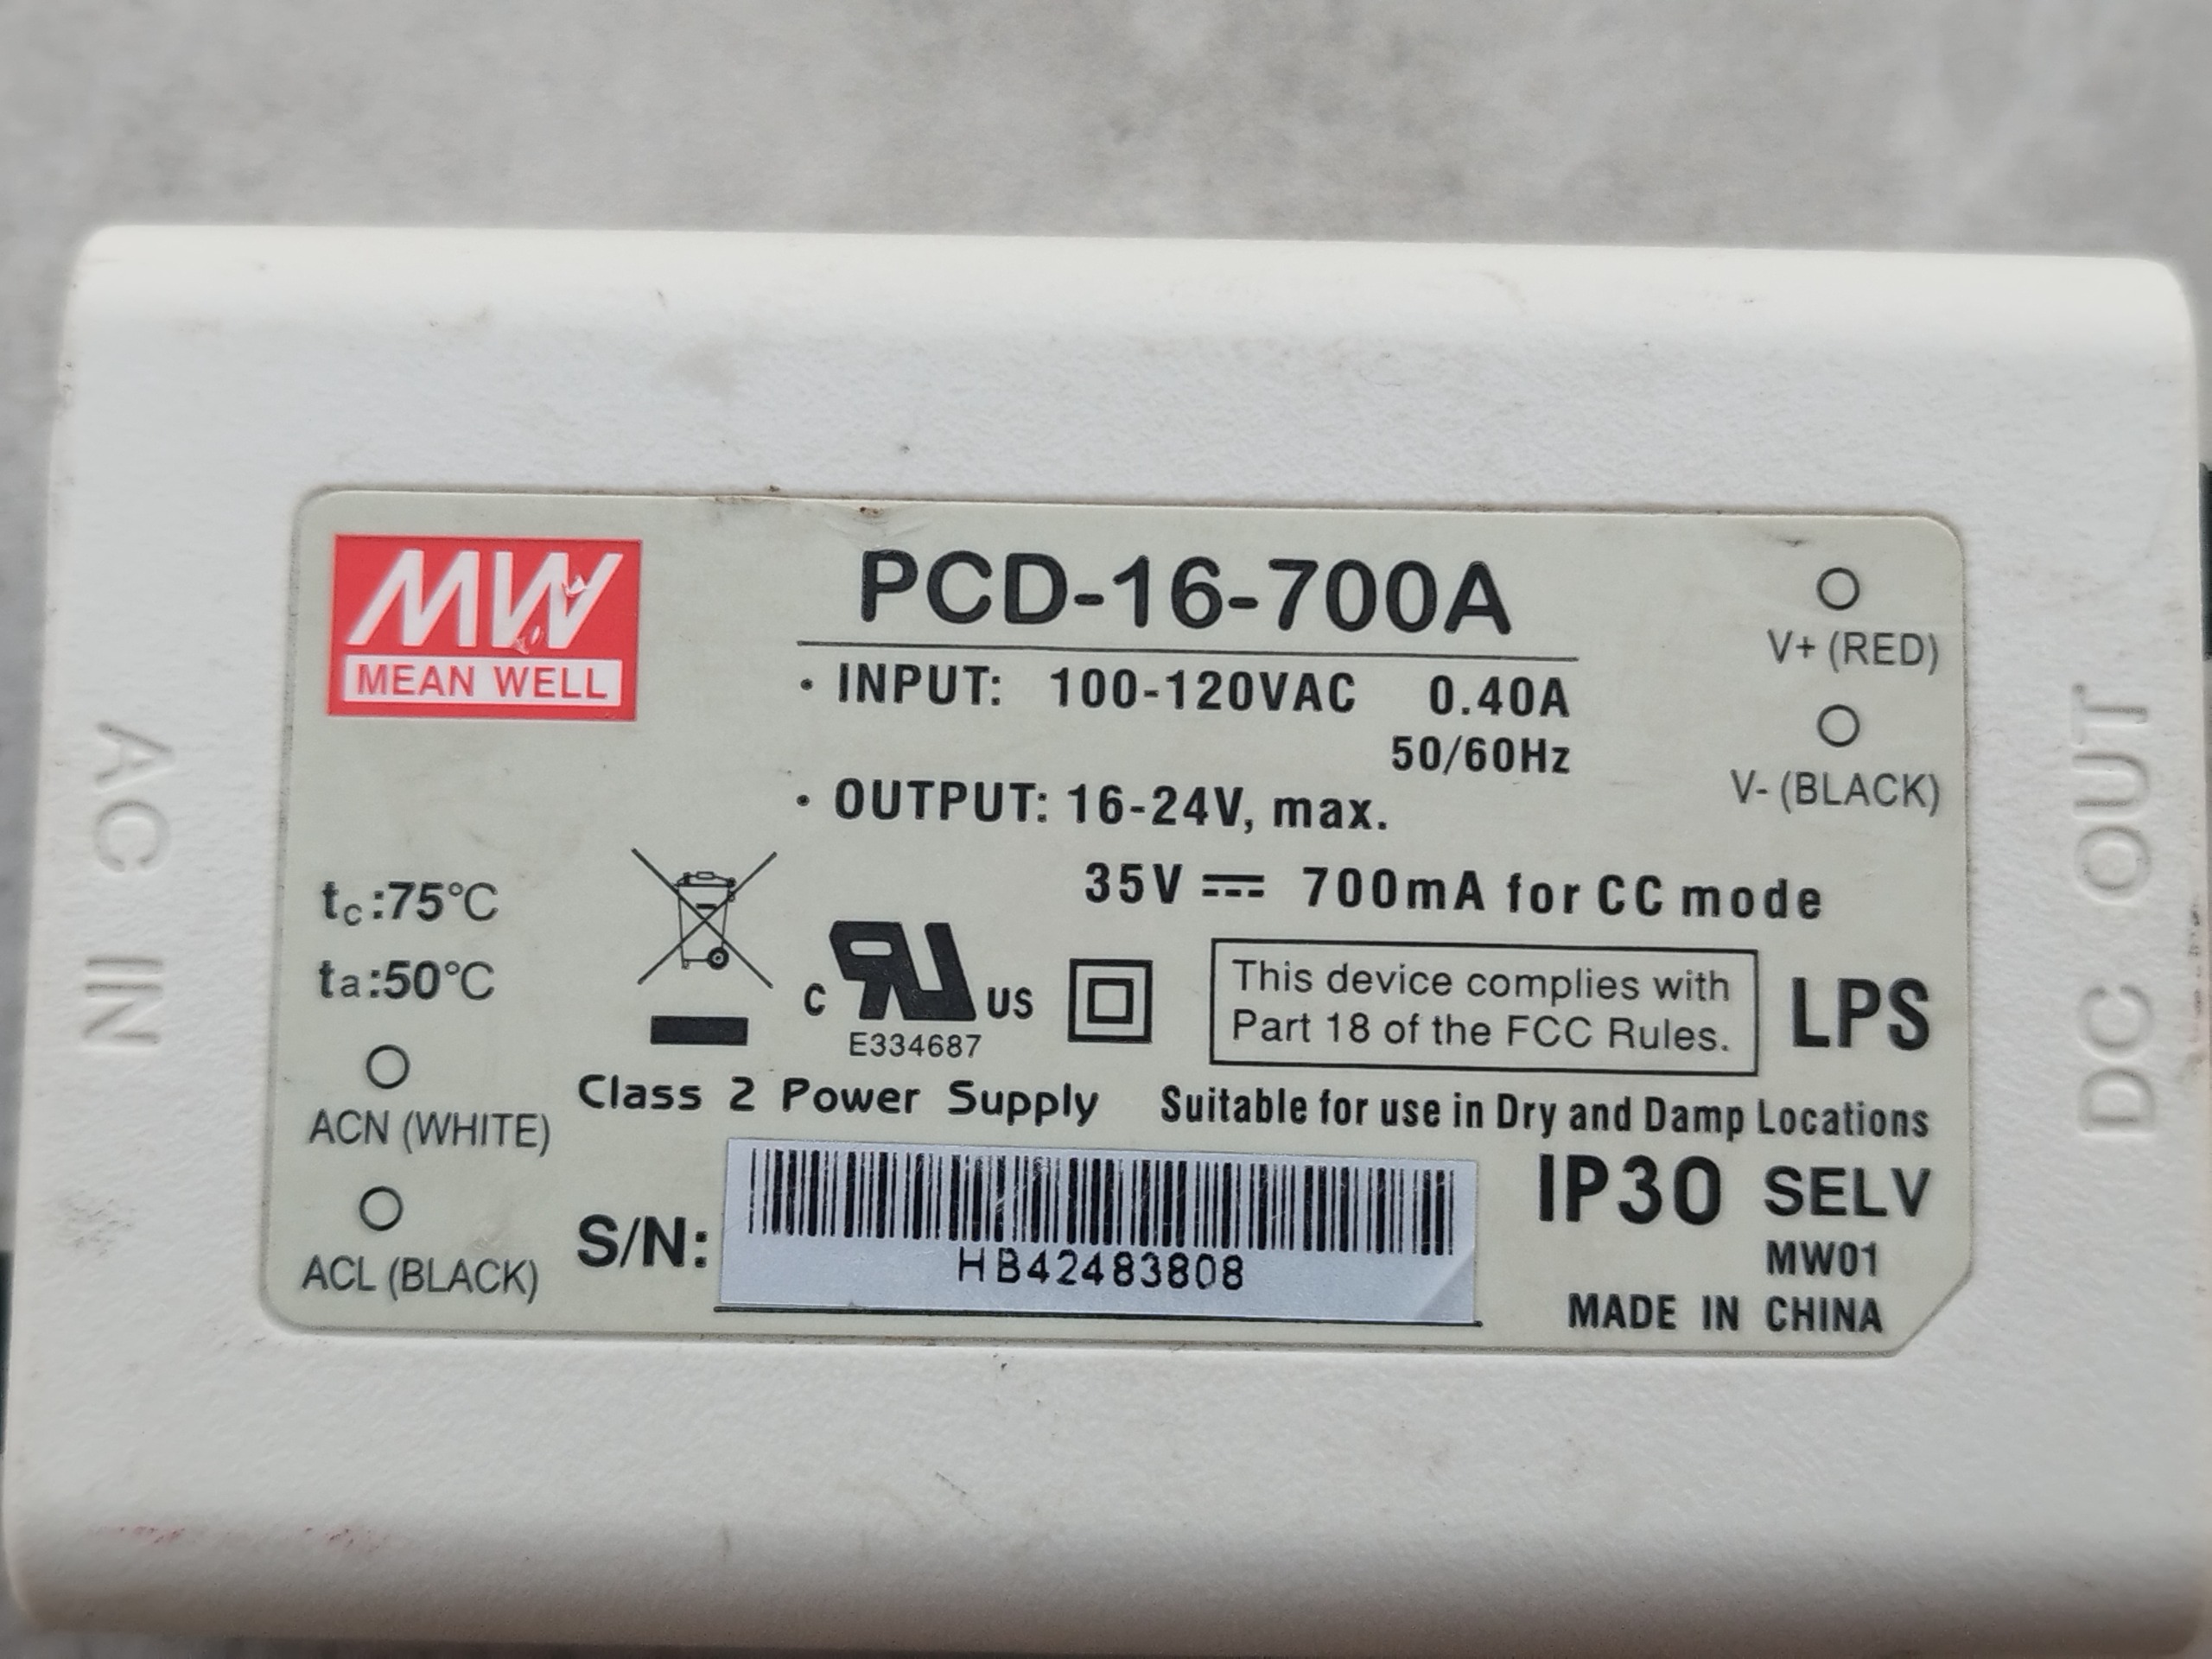 MW
MEAN WELL
PCD-16-700A
· INPUT: 100-120VAC 0.40A
50/60Hz
· OUTPUT: 16-24V, max.
35V ⎓ 700mA for CC mode
V+ (RED)
V- (BLACK)
AC IN
DC OUT
tc:75°C
ta:50°C
ACN (WHITE)
ACL (BLACK)
c RU US
E334687
This device complies with
Part 18 of the FCC Rules.
LPS
Class 2 Power Supply
Suitable for use in Dry and Damp Locations
S/N:
HB42483808
IP30 SELV
MW01
MADE IN CHINA